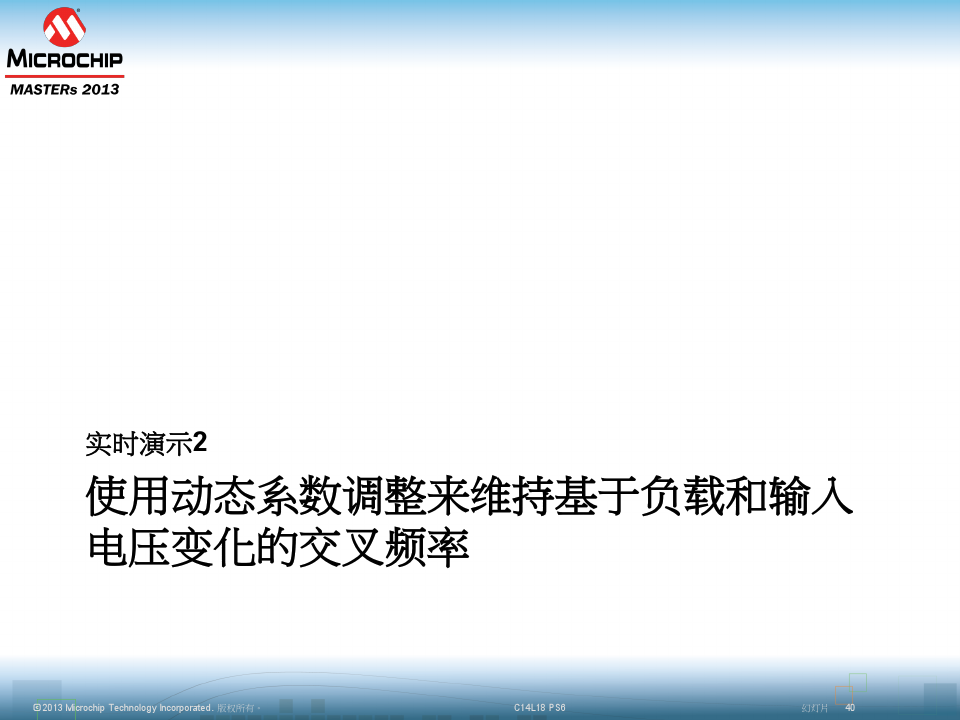 MICROCHIP
MASTERs 2013
实时演示2
使用动态系数调整来维持基于负载和输入
电压变化的交叉频率
©2013 Microchip Technology Incorporated. 版权所有。
C14L18 PS6
幻灯片 40